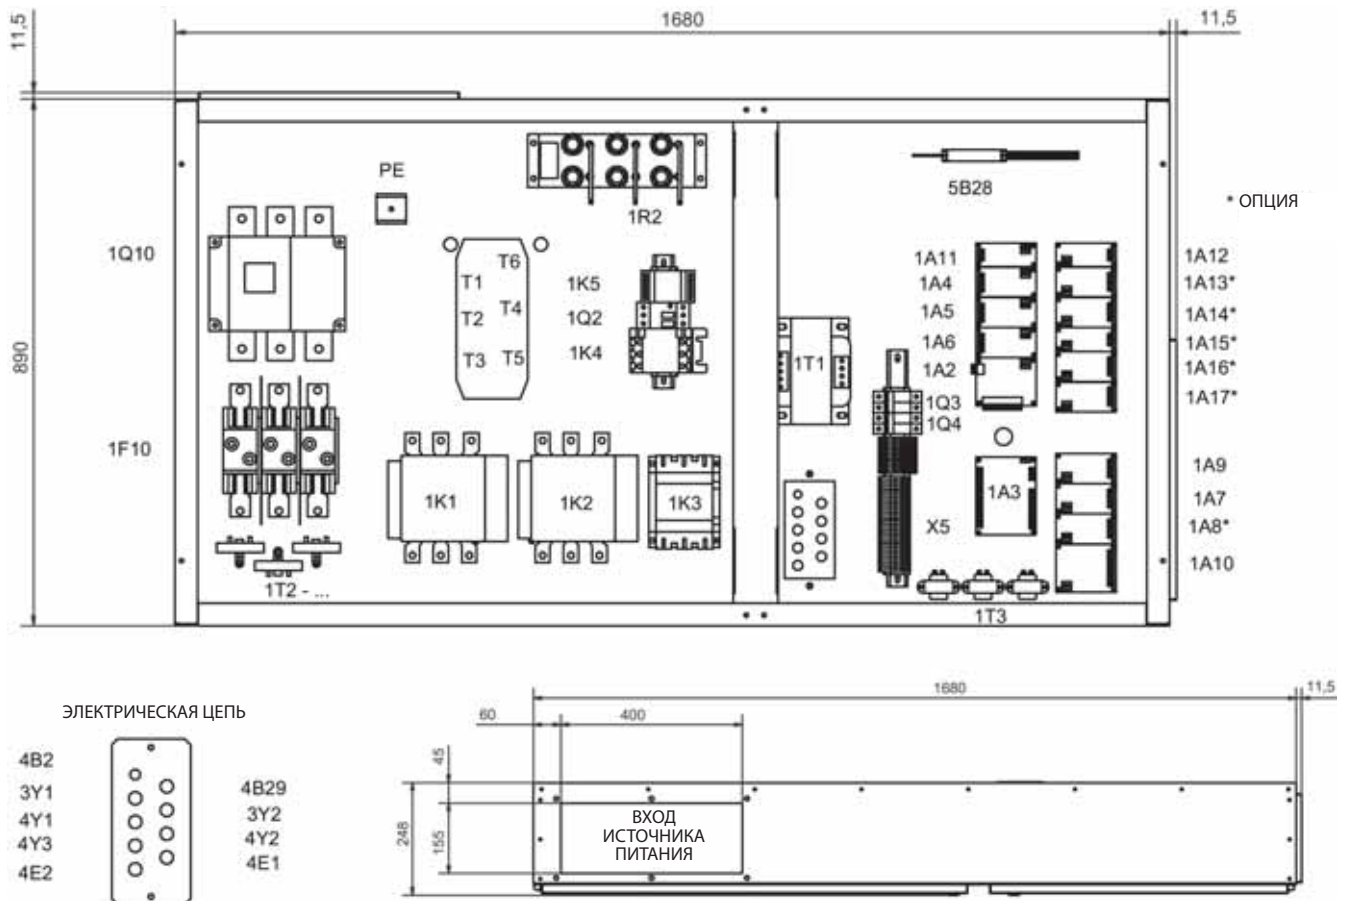 1680
11,5
11,5
890
PE
1R2
5B28
* ОПЦИЯ
1Q10
T6
T1
T4
T2
T3
T5
1K5
1Q2
1K4
1T1
1A11
1A4
1A5
1A6
1A2
1Q3
1Q4
1A12
1A13*
1A14*
1A15*
1A16*
1A17*
1F10
1K1
1K2
1K3
X5
1A3
1A9
1A7
1A8*
1A10
1T2 - ...
1T3
ЭЛЕКТРИЧЕСКАЯ ЦЕПЬ
4B2
3Y1
4Y1
4Y3
4E2
4B29
3Y2
4Y2
4E1
1680
11,5
60
400
45
248
155
ВХОД
ИСТОЧНИКА
ПИТАНИЯ